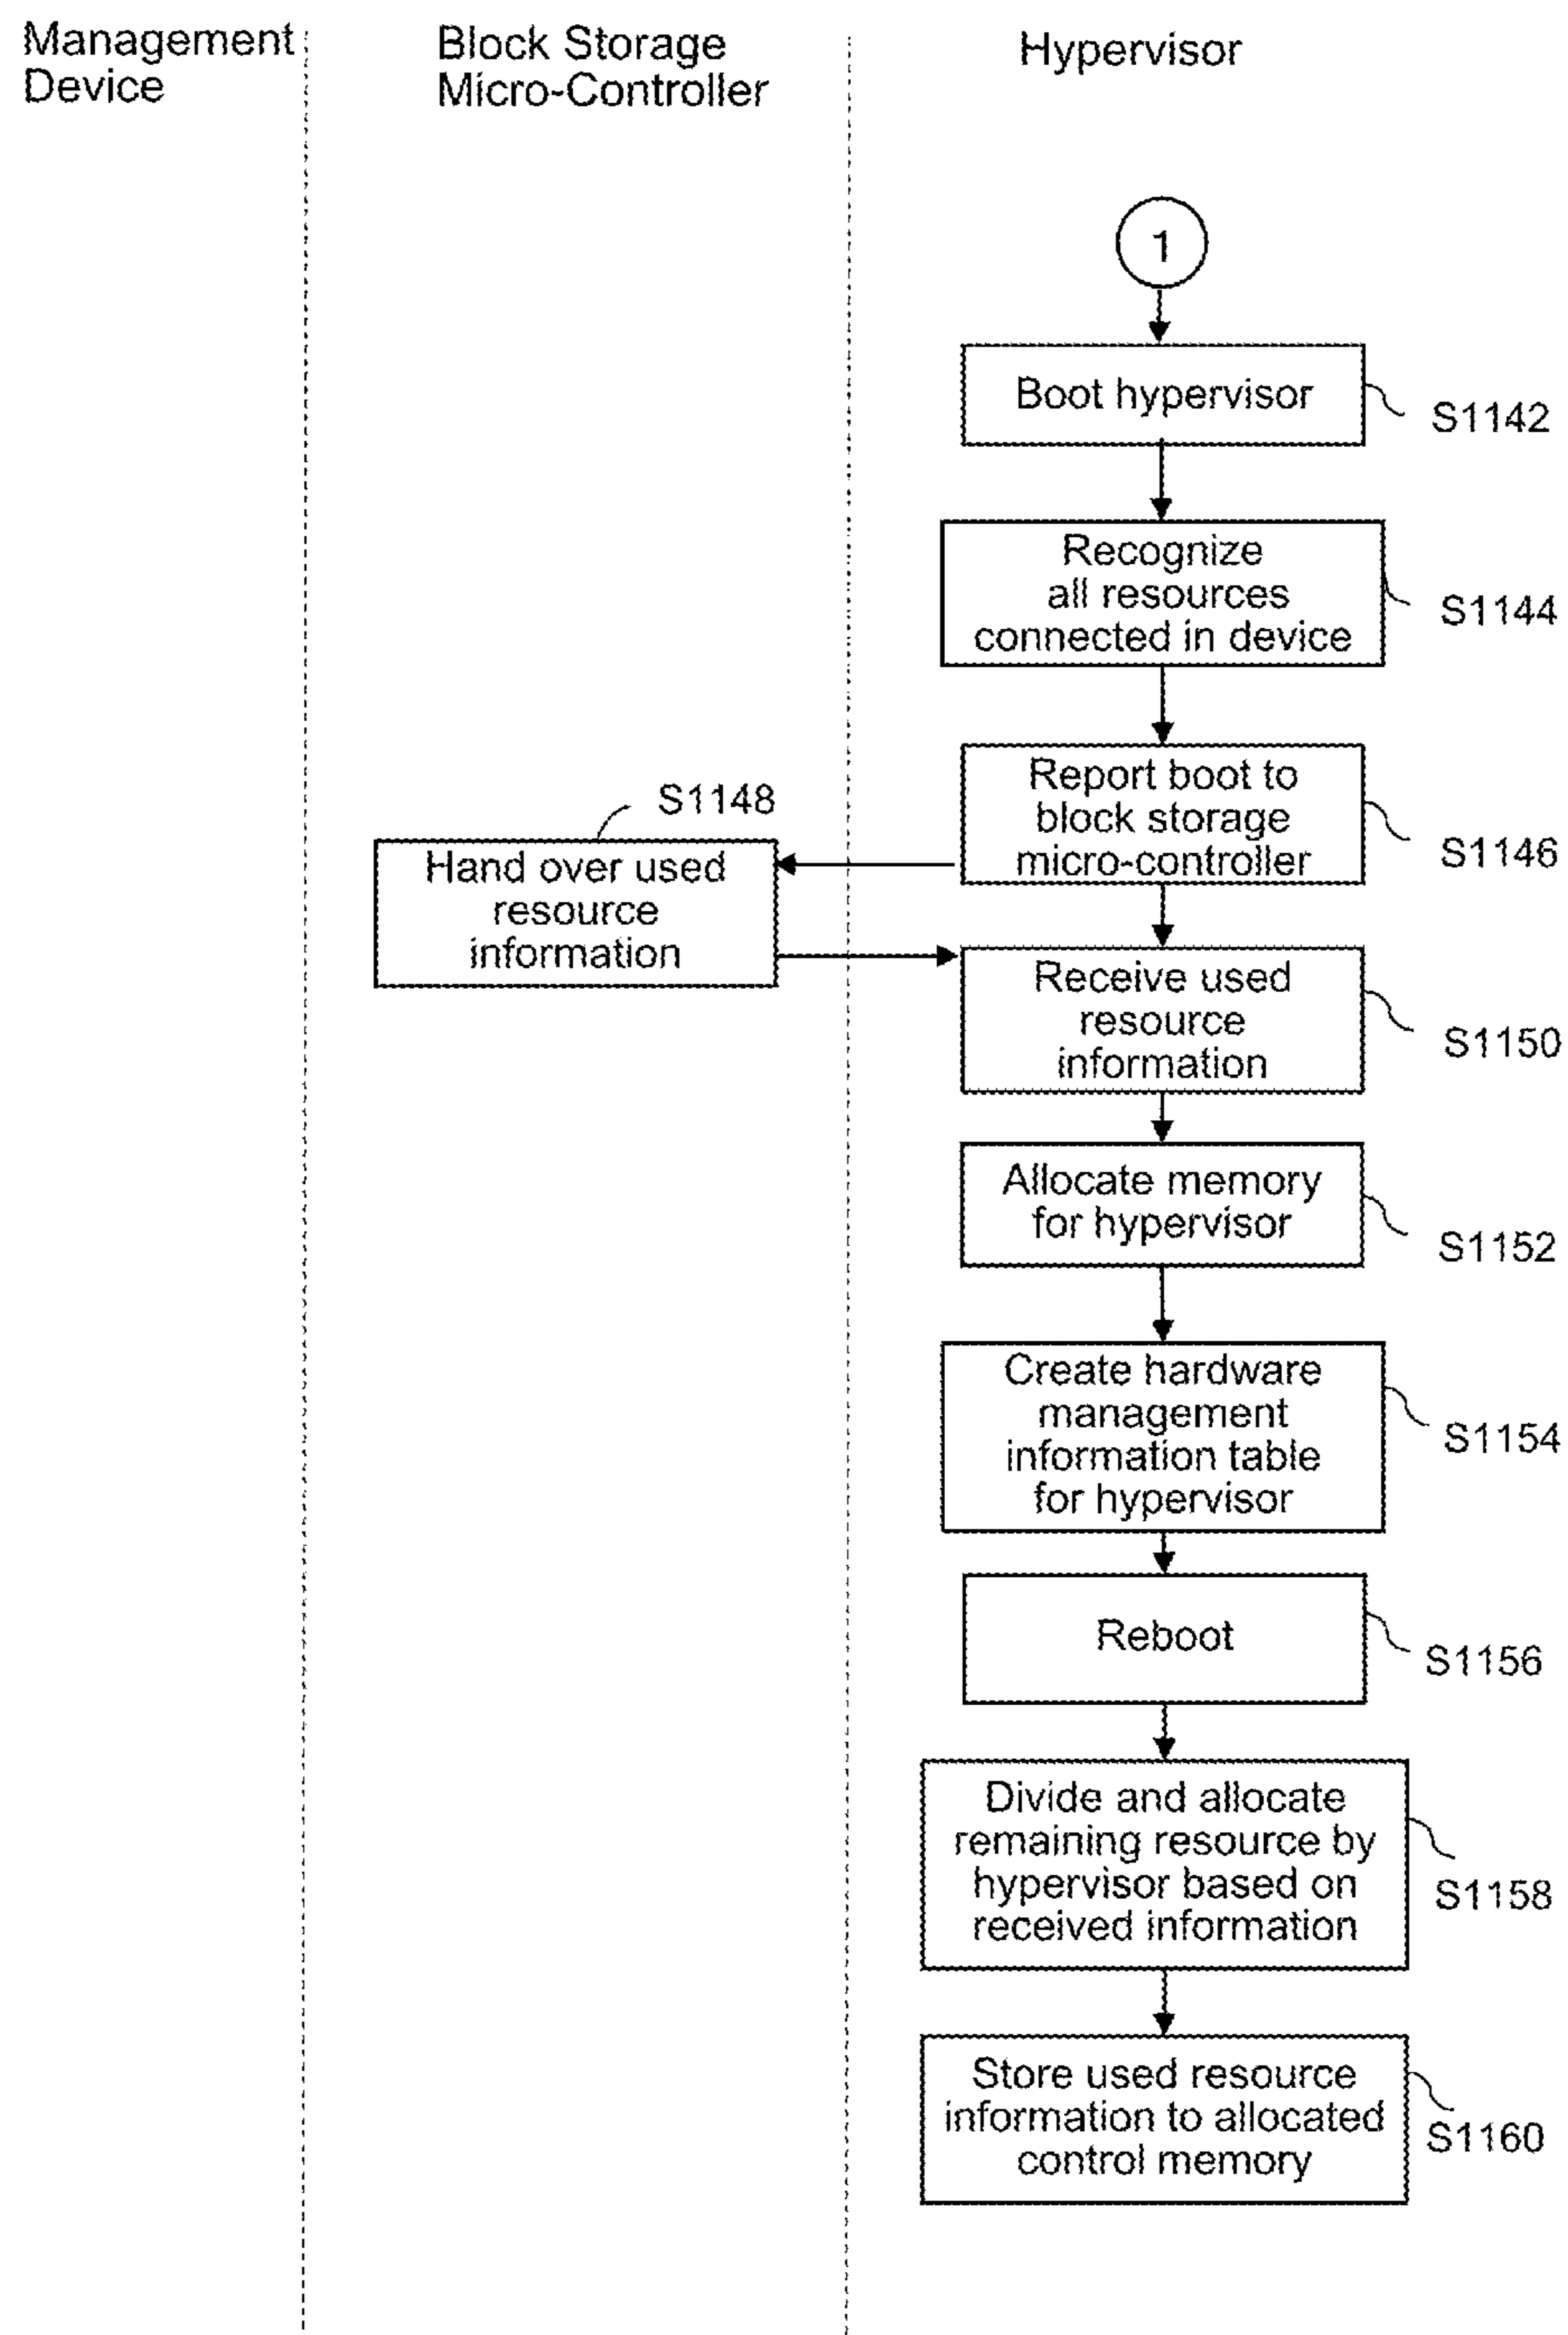 Management
Device
Block Storage
Micro-Controller
Hypervisor
1
Boot hypervisor
S1142
Recognize
all resources
connected in device
S1144
Report boot to
block storage
micro-controller
S1146
S1148
Hand over used
resource
information
Receive used
resource
information
S1150
Allocate memory
for hypervisor
S1152
Create hardware
management
information table
for hypervisor
S1154
Reboot
S1156
Divide and allocate
remaining resource by
hypervisor based on
received information
S1158
Store used resource
information to allocated
control memory
S1160